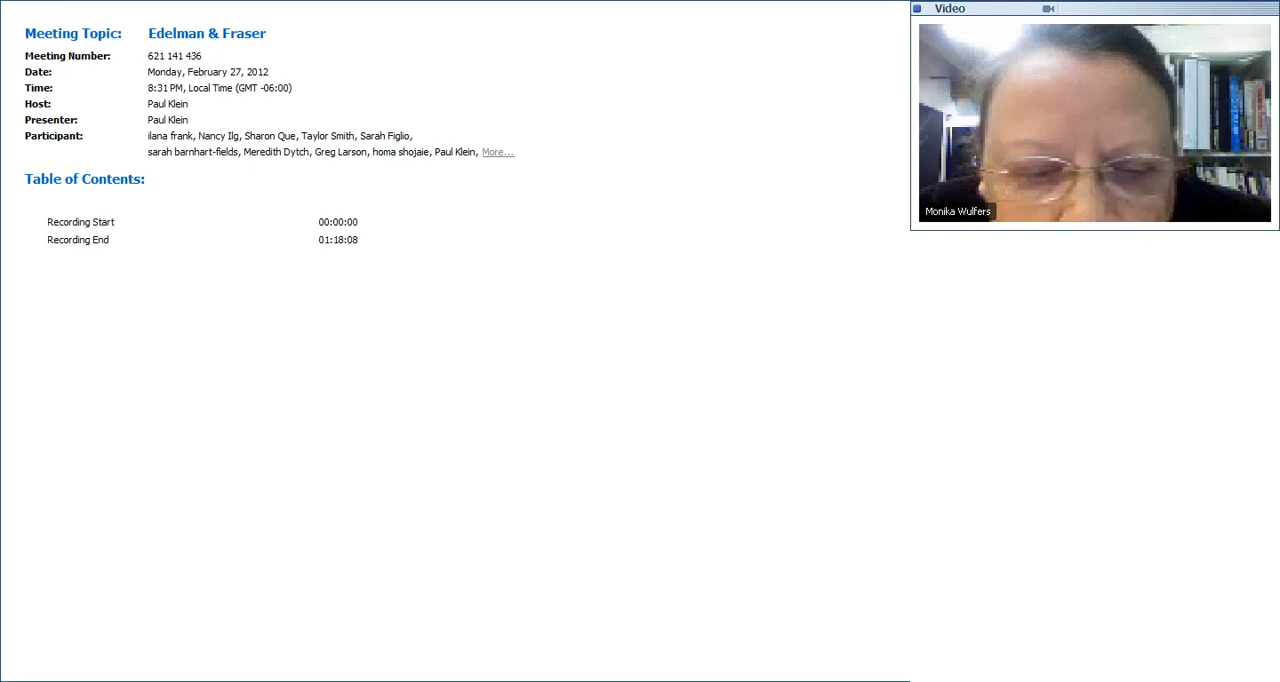 Meeting Topic: Edelman & Fraser
Meeting Number: 621 141 436
Date: Monday, February 27, 2012
Time: 8:31 PM, Local Time (GMT -06:00)
Host: Paul Klein
Presenter: Paul Klein
Participant: ilana frank, Nancy Ilg, Sharon Que, Taylor Smith, Sarah Figlio,
sarah barnhart-fields, Meredith Dytch, Greg Larson, homa shojaie, Paul Klein, More...
Table of Contents:
Recording Start 00:00:00
Recording End 01:18:08
Video
Monika Wulfers